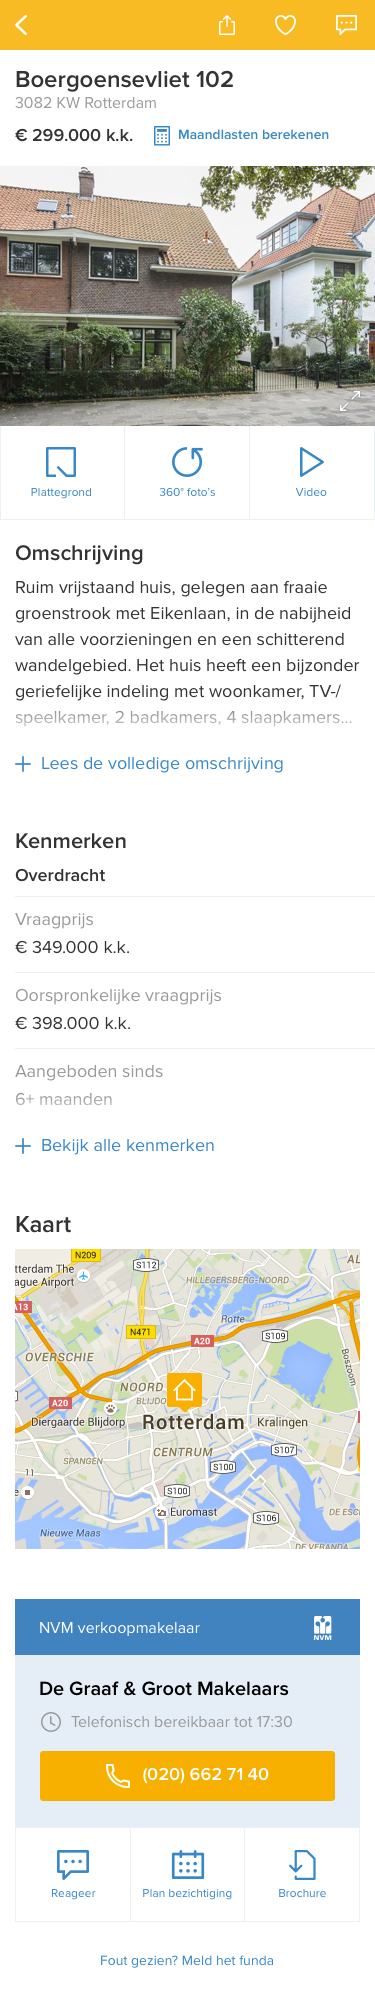 Boergoensevliet 102
3082 KW Rotterdam
€ 299.000 k.k.
Maandlasten berekenen
Plattegrond
360° foto's
Video
Omschrijving
Ruim vrijstaand huis, gelegen aan fraaie
groenstrook met Eikenlaan, in de nabijheid
van alle voorzieningen en een schitterend
wandelgebied. Het huis heeft een bijzonder
geriefelijke indeling met woonkamer, TV-/
speelkamer, 2 badkamers, 4 slaapkamers...
Lees de volledige omschrijving
Kenmerken
Overdracht
Vraagprijs
€ 349.000 k.k.
Oorspronkelijke vraagprijs
€ 398.000 k.k.
Aangeboden sinds
6+ maanden
Bekijk alle kenmerken
Kaart
N209
tterdam The
ague Airport
S112
AL
HILLEGERSBERG-NOORD
A13
Rotte
N471
A20
S109
OVERSCHIE
Boszoom
NOORD
A20
BLIJDO
Diergaarde Blijdorp
Rotterdam
Kralingen
CENTRUM
S107
SPANGEN
S100
11
S100
Euromast
S106
DE ESC
Nieuwe Maas
DE VERANDA
NVM verkoopmakelaar
NVM
De Graaf & Groot Makelaars
Telefonisch bereikbaar tot 17:30
(020) 662 71 40
Reageer
Plan bezichtiging
Brochure
Fout gezien? Meld het funda